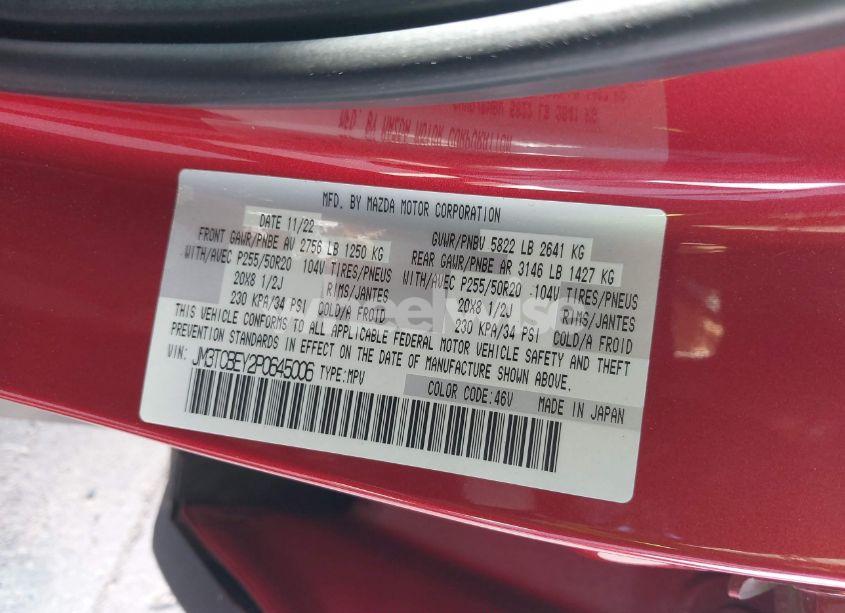 MFD. BY MAZDA MOTOR CORPORATION
DATE 11/22 GVWR/PNBV 5822 LB 2641 KG
FRONT GAWR/PNBE AV 2756 LB 1250 KG REAR GAWR/PNBE AR 3146 LB 1427 KG
WITH/AVEC P255/50R20 104V TIRES/PNEUS WITH/AVEC P255/50R20 104V TIRES/PNEUS
20X8 1/2J RIMS/JANTES 20X8 1/2J RIMS/JANTES
230 KPA/34 PSI COLD/A FROID 230 KPA/34 PSI COLD/A FROID
THIS VEHICLE CONFORMS TO ALL APPLICABLE FEDERAL MOTOR VEHICLE SAFETY AND THEFT
PREVENTION STANDARDS IN EFFECT ON THE DATE OF MANUFACTURE SHOWN ABOVE.
VIN: JM3TCBEY2P0645006 TYPE:MPV
COLOR CODE:46V MADE IN JAPAN